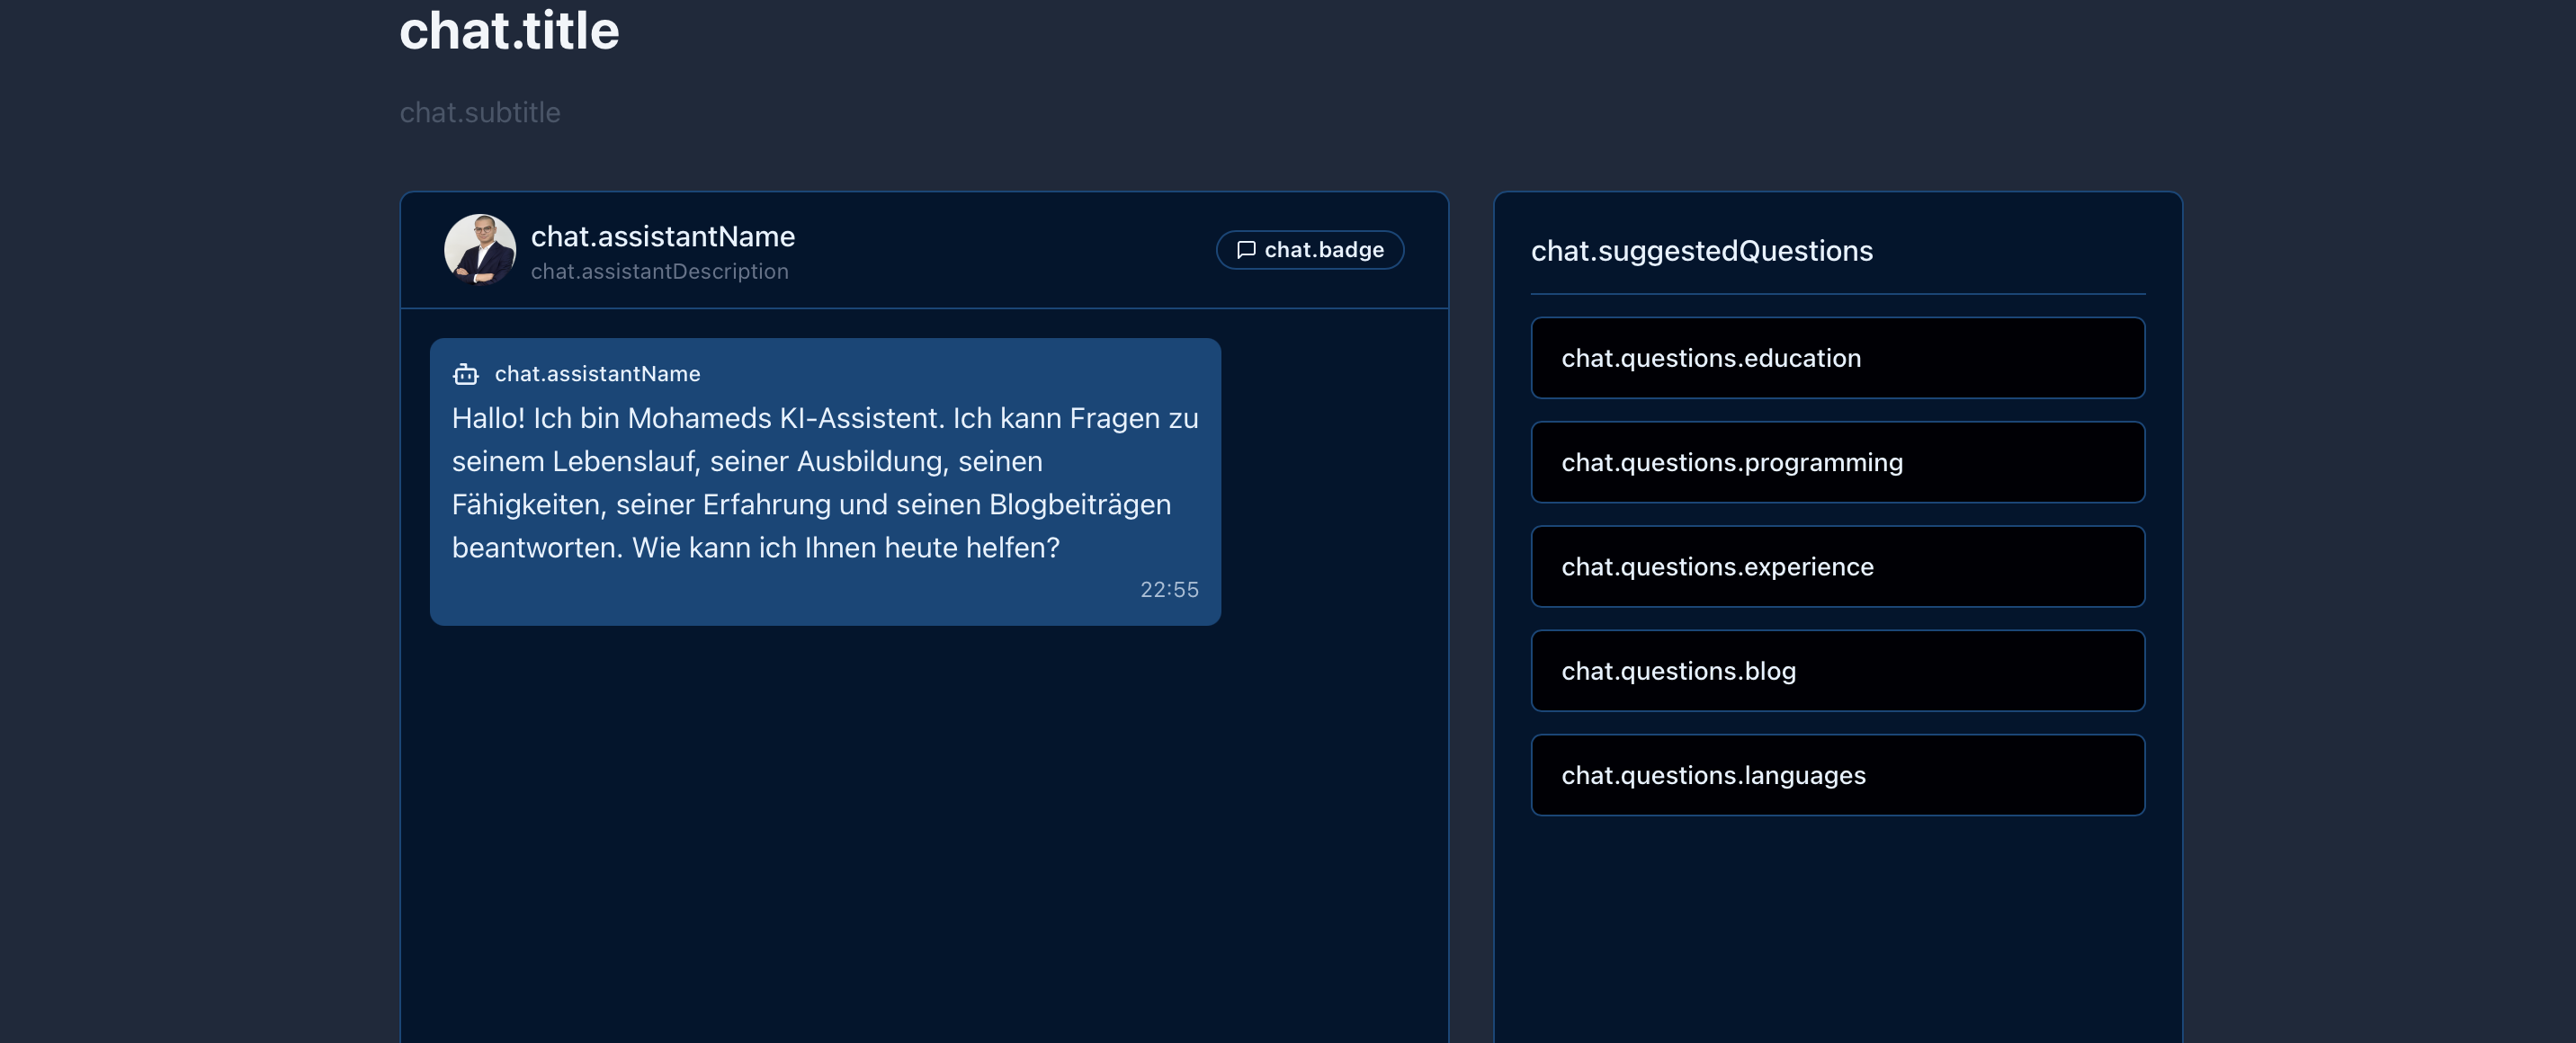 chat.title
chat.subtitle
chat.assistantName
chat.assistantDescription
chat.badge
chat.assistantName
Hallo! Ich bin Mohameds KI-Assistent. Ich kann Fragen zu
seinem Lebenslauf, seiner Ausbildung, seinen
Fähigkeiten, seiner Erfahrung und seinen Blogbeiträgen
beantworten. Wie kann ich Ihnen heute helfen?
22:55
chat.suggestedQuestions
chat.questions.education
chat.questions.programming
chat.questions.experience
chat.questions.blog
chat.questions.languages